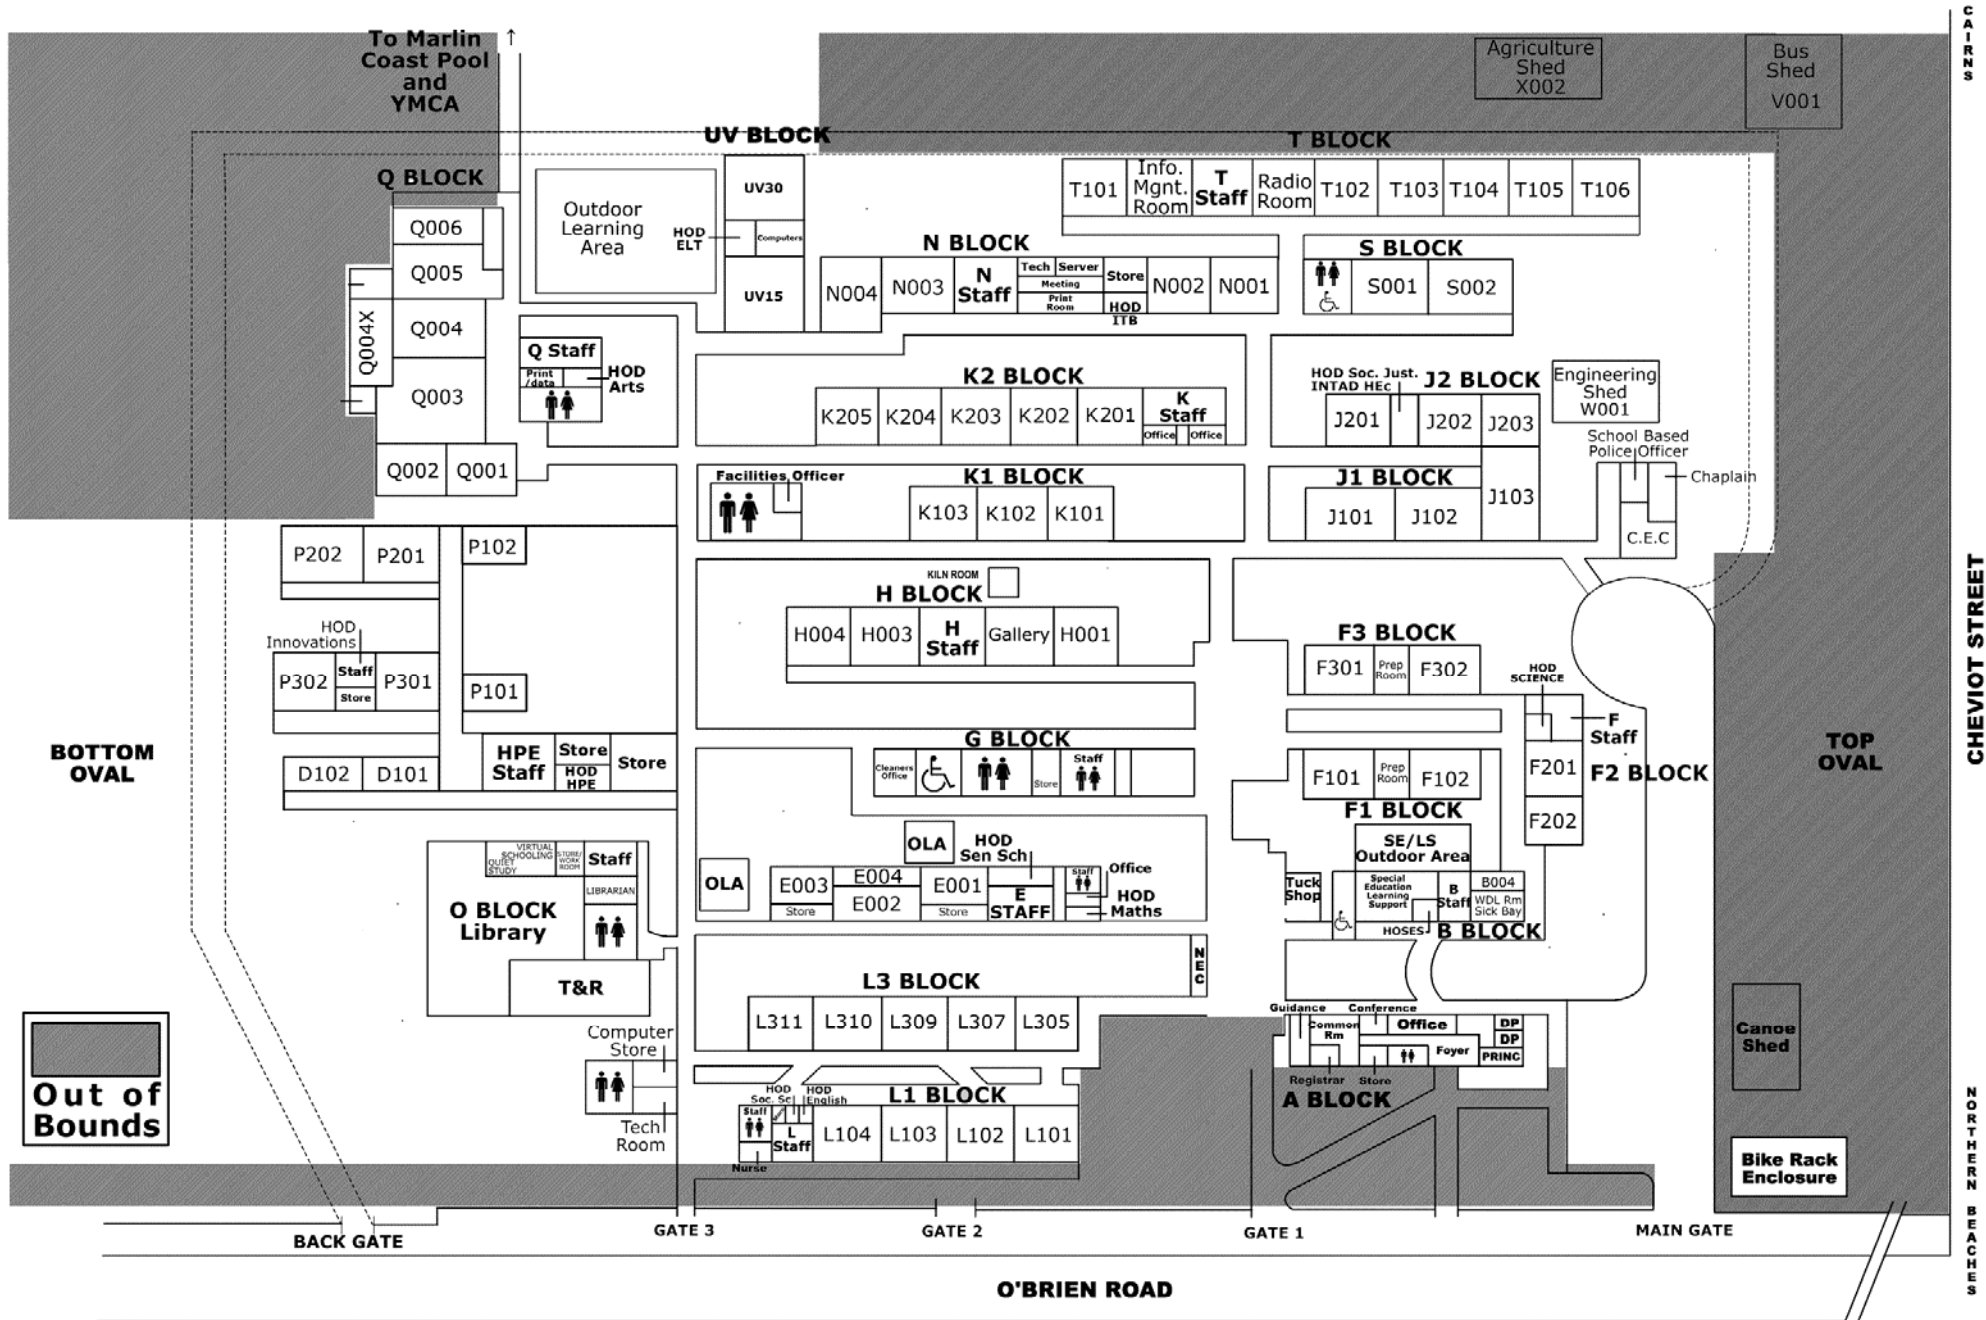 CAIRNS
To Marlin
Coast Pool
and
YMCA
↑
Agriculture
Shed
X002
Bus
Shed
V001
UV BLOCK
T BLOCK
Q BLOCK
T101
Info.
Mgnt.
Room
T
Staff
Radio
Room
T102
T103
T104
T105
T106
UV30
HOD
ELT
Computers
UV15
Outdoor
Learning
Area
Q006
Q005
Q004
Q004X
Q003
Q002
Q001
N BLOCK
N004
N003
N
Staff
Tech
Server
Meeting
Print
Room
Store
HOD
ITB
N002
N001
S BLOCK
S001
S002
Q Staff
Print
/data
HOD
Arts
K2 BLOCK
K205
K204
K203
K202
K201
K
Staff
Office
Office
HOD Soc. Just.
INTAD HEc
J2 BLOCK
J201
J202
J203
Engineering
Shed
W001
School Based
Police Officer
Chaplain
C.E.C
Facilities Officer
K1 BLOCK
K103
K102
K101
J1 BLOCK
J101
J102
J103
P202
P201
P102
KILN ROOM
H BLOCK
H004
H003
H
Staff
Gallery
H001
HOD
Innovations
P302
Staff
Store
P301
P101
F3 BLOCK
F301
Prep
Room
F302
HOD
SCIENCE
F
Staff
BOTTOM
OVAL
D102
D101
HPE
Staff
Store
HOD
HPE
Store
G BLOCK
Cleaners
Office
Store
Staff
F101
Prep
Room
F102
F1 BLOCK
F201
F2 BLOCK
F202
TOP
OVAL
CHEVIOT STREET
VIRTUAL
SCHOOLING
QUIET
STUDY
STORE/
WORK
ROOM
Staff
LIBRARIAN
O BLOCK
Library
T&R
OLA
OLA
HOD
Sen Sch
E003
Store
E004
E002
E001
Store
E
STAFF
Staff
Office
HOD
Maths
SE/LS
Outdoor Area
Tuck
Shop
Special
Education
Learning
Support
B
Staff
B004
WDL Rm
Sick Bay
HOSES
B BLOCK
NEC
L3 BLOCK
L311
L310
L309
L307
L305
Guidance
Conference
Common
Rm
Office
DP
DP
PRINC
Foyer
Registrar
Store
A BLOCK
Canoe
Shed
Out of
Bounds
Computer
Store
Tech
Room
HOD
Soc. Sc
HOD
English
L1 BLOCK
Staff
L
Staff
Nurse
L104
L103
L102
L101
Bike Rack
Enclosure
NORTHERN BEACHES
BACK GATE
GATE 3
GATE 2
GATE 1
MAIN GATE
O'BRIEN ROAD